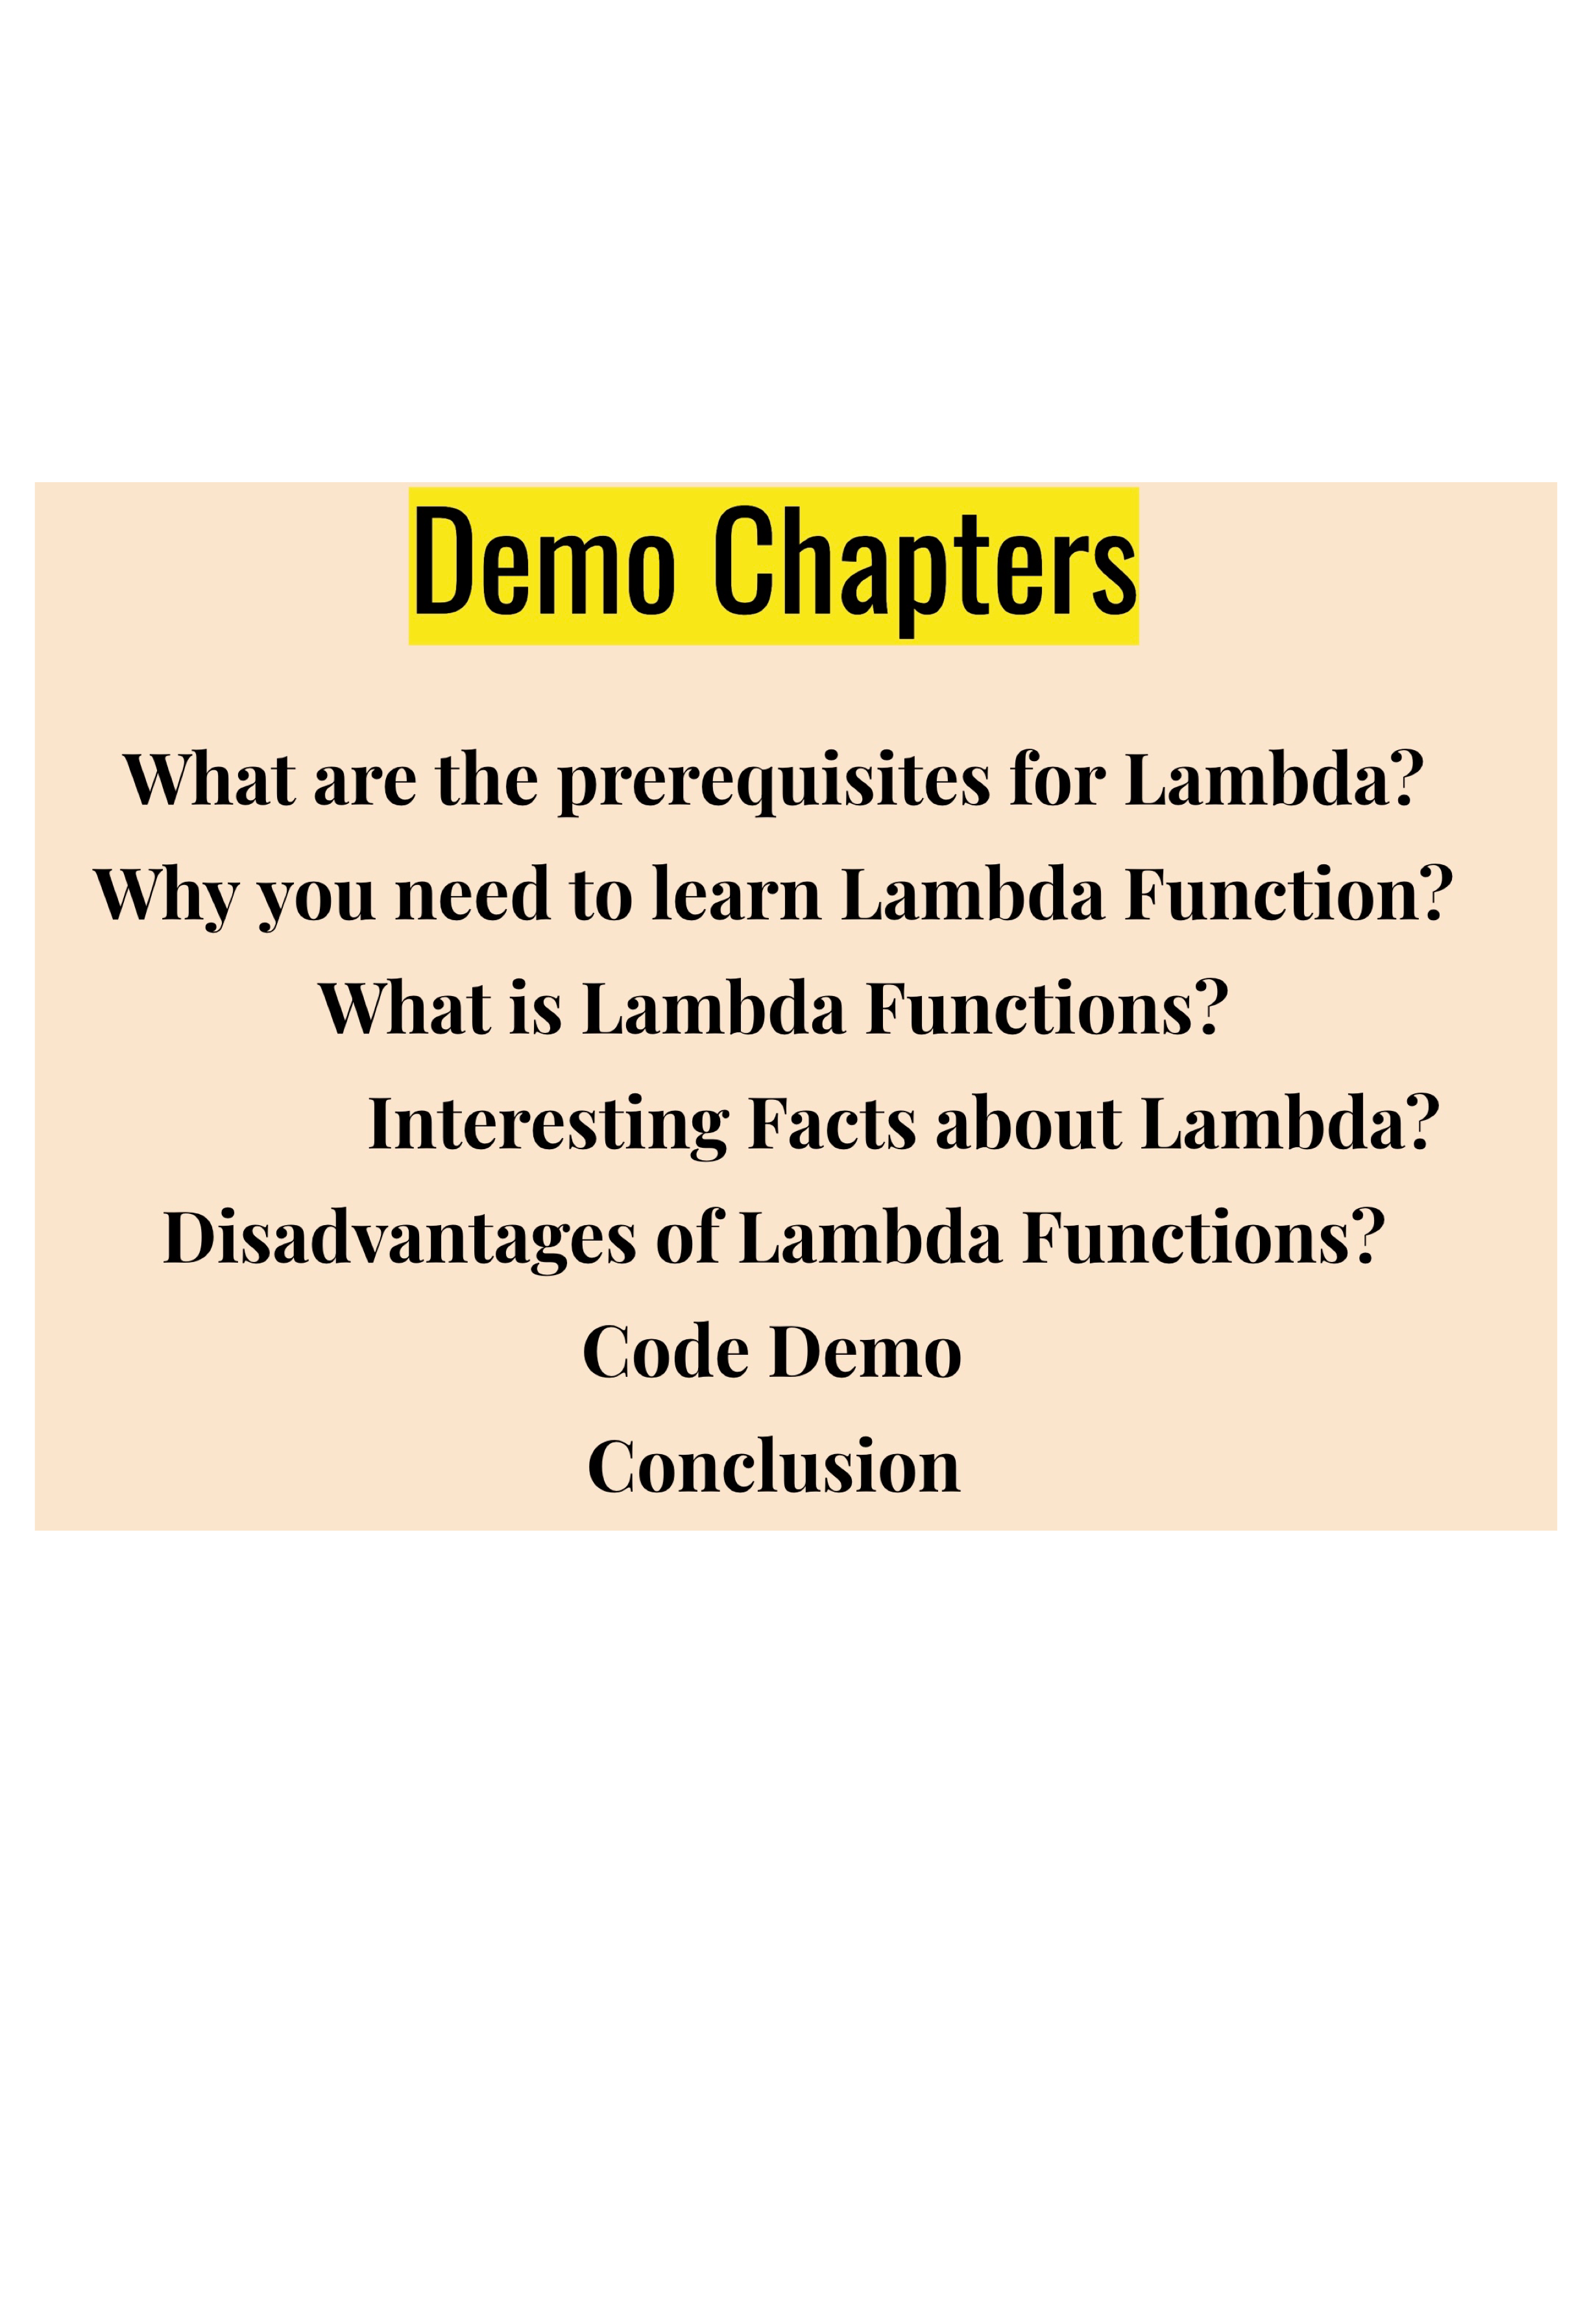 Demo Chapters
What are the prerequisites for Lambda?
Why you need to learn Lambda Function?
What is Lambda Functions?
Interesting Facts about Lambda?
Disadvantages of Lambda Functions?
Code Demo
Conclusion